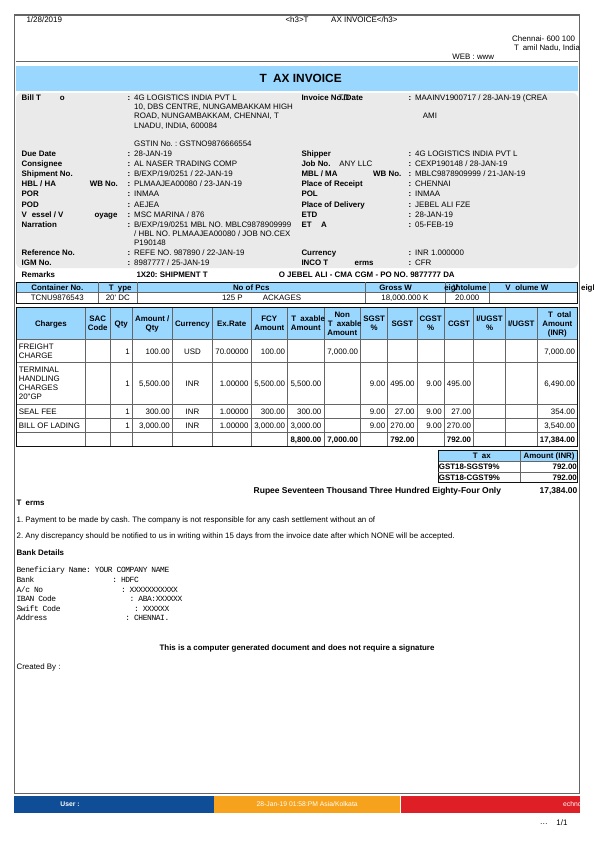 1/28/2019 <h3>T AX INVOICE</h3>
Chennai- 600 100
T amil Nadu, India
WEB : www
T AX INVOICE
Bill T o : 4G LOGISTICS INDIA PVT L
10, DBS CENTRE, NUNGAMBAKKAM HIGH
ROAD, NUNGAMBAKKAM, CHENNAI, T
LNADU, INDIA, 600084
GSTIN No. : GSTNO9876666554
Invoice No./Date : MAAINV1900717 / 28-JAN-19 (CREA
AMI
Due Date : 28-JAN-19 Shipper : 4G LOGISTICS INDIA PVT L
Consignee : AL NASER TRADING COMP Job No. ANY LLC : CEXP190148 / 28-JAN-19
Shipment No. : B/EXP/19/0251 / 22-JAN-19 MBL / MA WB No. : MBLC9878909999 / 21-JAN-19
HBL / HA WB No. : PLMAAJEA00080 / 23-JAN-19 Place of Receipt : CHENNAI
POR : INMAA POL : INMAA
POD : AEJEA Place of Delivery : JEBEL ALI FZE
V essel / V oyage : MSC MARINA / 876 ETD : 28-JAN-19
Narration : B/EXP/19/0251 MBL NO. MBLC9878909999 ET A : 05-FEB-19
/ HBL NO. PLMAAJEA00080 / JOB NO.CEX
P190148
Reference No. : REFE NO. 987890 / 22-JAN-19 Currency : INR 1.000000
IGM No. : 8987777 / 25-JAN-19 INCO T erms : CFR
Remarks 1X20: SHIPMENT T O JEBEL ALI - CMA CGM - PO NO. 9877777 DA
Container No. T ype No of Pcs Gross W eight Volume V olume W eigh
TCNU9876543 20' DC 125 P ACKAGES 18,000.000 K 20.000
Charges SAC Code Qty Amount / Qty Currency Ex.Rate FCY Amount T axable Amount Non T axable Amount SGST % SGST CGST % CGST I/UGST % I/UGST T otal Amount (INR)
FREIGHT CHARGE 1 100.00 USD 70.00000 100.00 7,000.00 7,000.00
TERMINAL HANDLING CHARGES 20"GP 1 5,500.00 INR 1.00000 5,500.00 5,500.00 9.00 495.00 9.00 495.00 6,490.00
SEAL FEE 1 300.00 INR 1.00000 300.00 300.00 9.00 27.00 9.00 27.00 354.00
BILL OF LADING 1 3,000.00 INR 1.00000 3,000.00 3,000.00 9.00 270.00 9.00 270.00 3,540.00
8,800.00 7,000.00 792.00 792.00 17,384.00
T ax Amount (INR)
GST18-SGST9% 792.00
GST18-CGST9% 792.00
Rupee Seventeen Thousand Three Hundred Eighty-Four Only 17,384.00
T erms
1. Payment to be made by cash. The company is not responsible for any cash settlement without an of
2. Any discrepancy should be notified to us in writing within 15 days from the invoice date after which NONE will be accepted.
Bank Details
Beneficiary Name: YOUR COMPANY NAME
Bank : HDFC
A/c No : XXXXXXXXXXX
IBAN Code : ABA:XXXXXX
Swift Code : XXXXXX
Address : CHENNAI.
This is a computer generated document and does not require a signature
Created By :
User : 28-Jan-19 01:58:PM Asia/Kolkata echno
... 1/1